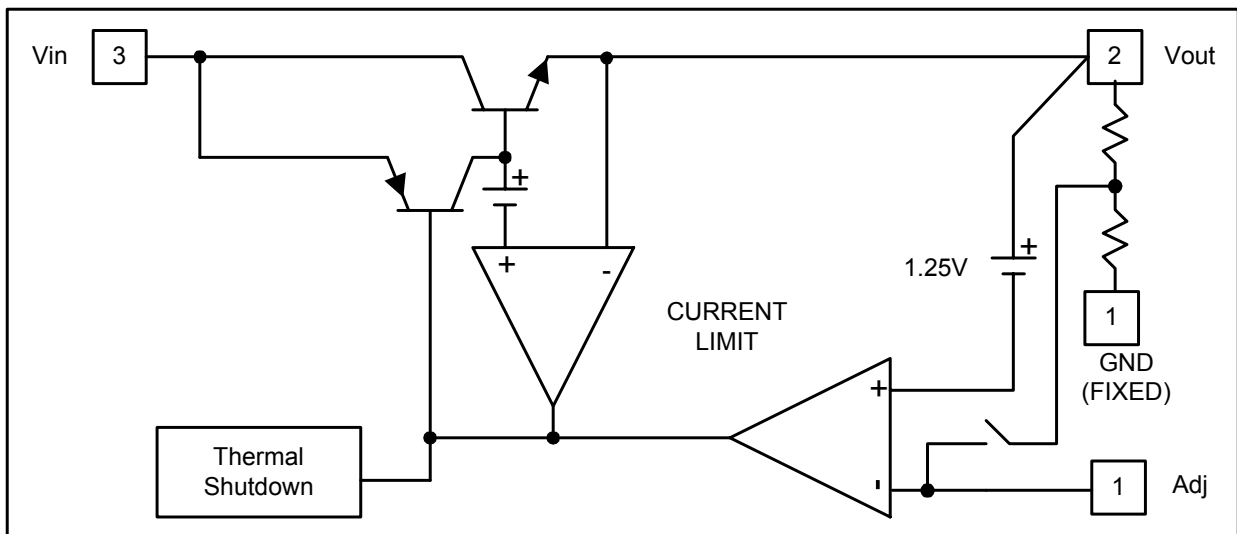 Vin
3
2
Vout
+
+
-
+
1.25V
CURRENT
LIMIT
1
GND
(FIXED)
+
-
Thermal
Shutdown
1
Adj